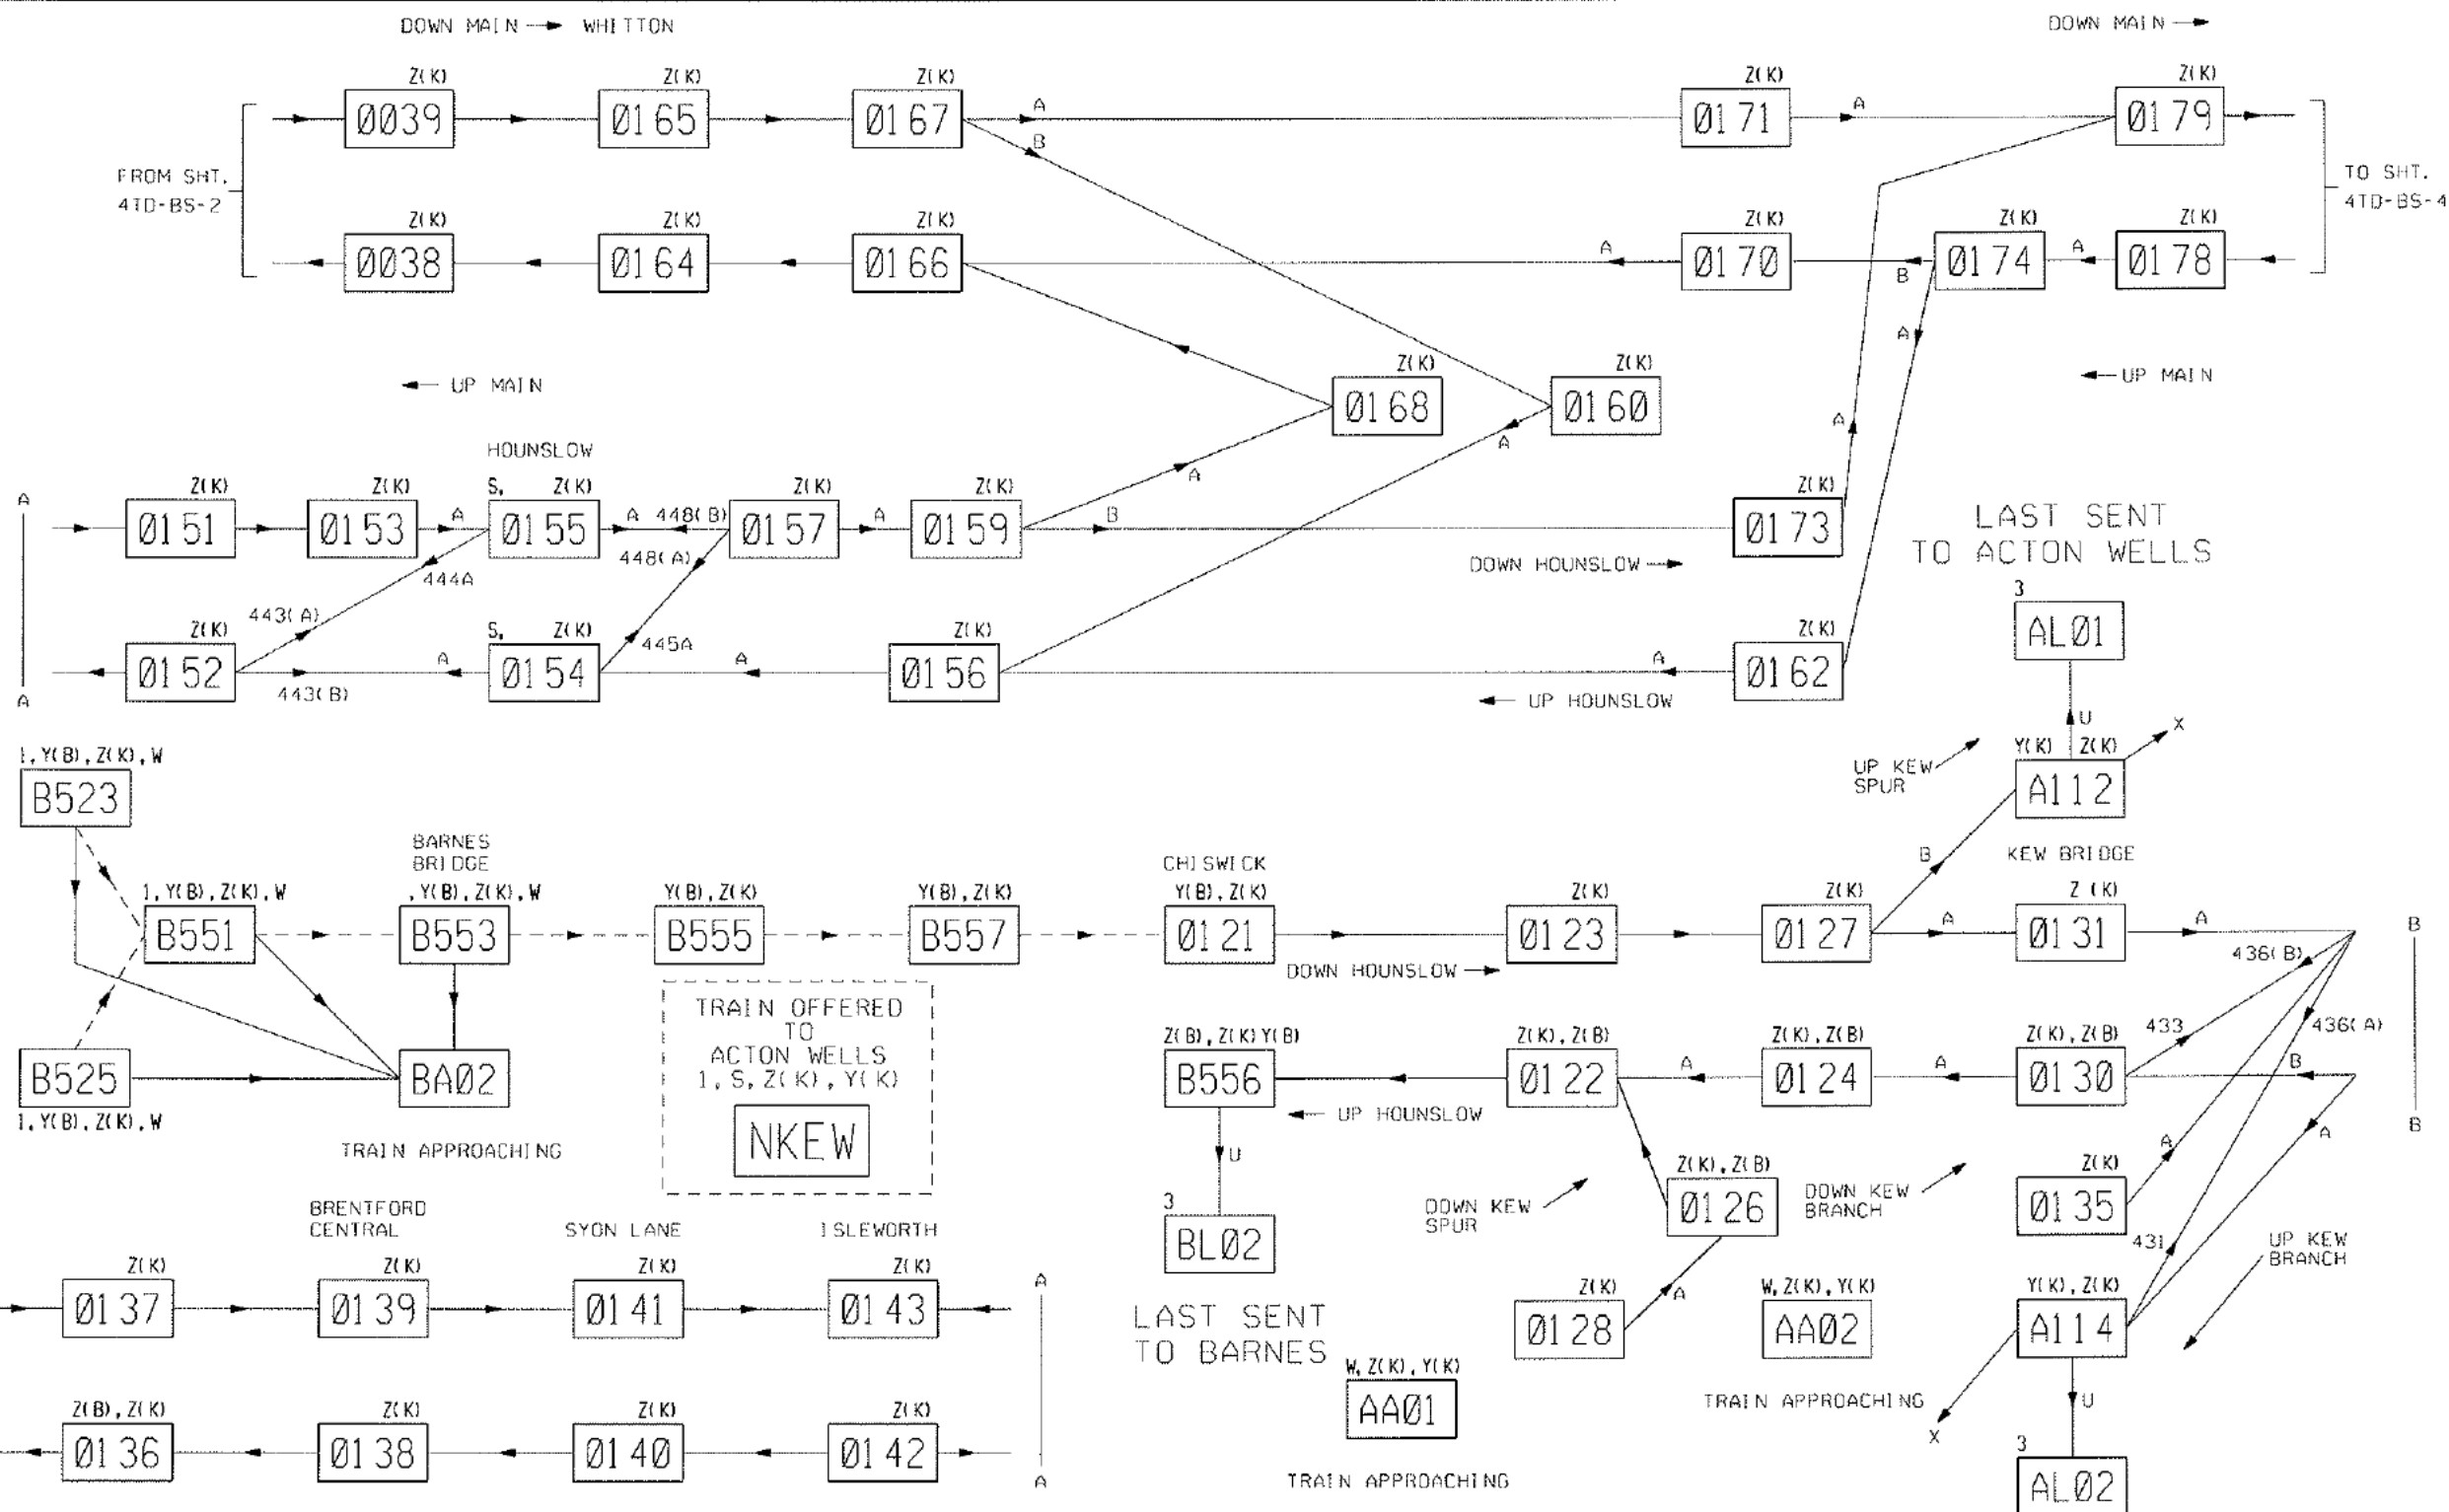 DOWN MAIN → WHITTON
DOWN MAIN →
Z(K) Z(K) Z(K) Z(K) Z(K)
0039 0165 0167 A 0171 A 0179
B
FROM SHT.
4TD-BS-2
TO SHT.
4TD-BS-4
Z(K) Z(K) Z(K) Z(K) Z(K) Z(K)
0038 0164 0166 A 0170 B 0174 A 0178
A
← UP MAIN
← UP MAIN
Z(K) Z(K)
0168 0160
A
A
A
HOUNSLOW
A
Z(K) Z(K) S, Z(K) Z(K) Z(K) Z(K)
0151 0153 A 0155 A 448(B) 0157 A 0159 B 0173
444A
448(A)
DOWN HOUNSLOW →
443(A)
Z(K) S, Z(K) Z(K) Z(K)
0152 A 0154 445A A 0156 A 0162
443(B)
A
← UP HOUNSLOW
LAST SENT
TO ACTON WELLS
3
AL01
U
X
Y(K) Z(K)
A112
UP KEW
SPUR
B
1, Y(B), Z(K), W
B523
BARNES
BRIDGE
CHISWICK
KEW BRIDGE
1, Y(B), Z(K), W , Y(B), Z(K), W Y(B), Z(K) Y(B), Z(K) Y(B), Z(K) Z(K) Z(K) Z (K)
B551 B553 B555 B557 0121 0123 0127 A 0131 A
B
DOWN HOUNSLOW →
436(B)
TRAIN OFFERED
TO
ACTON WELLS
1, S, Z(K), Y(K)
NKEW
433
436(A)
Z(B), Z(K) Y(B) Z(K), Z(B) Z(K), Z(B) Z(K), Z(B)
B525 BA02 B556 0122 A 0124 A 0130 B
1, Y(B), Z(K), W
← UP HOUNSLOW
TRAIN APPROACHING
A
B
U
A
Z(K), Z(B)
0126
DOWN KEW
SPUR
DOWN KEW
BRANCH
Z(K)
0135
3
BL02
431
UP KEW
BRANCH
BRENTFORD
CENTRAL
SYON LANE
ISLEWORTH
Z(K) Z(K) Z(K) Z(K)
0137 0139 0141 0143
A
LAST SENT
TO BARNES
Z(K)
0128
A
W, Z(K), Y(K)
AA02
Y(K), Z(K)
A114
W, Z(K), Y(K)
AA01
TRAIN APPROACHING
U
X
Z(B), Z(K) Z(K) Z(K) Z(K)
0136 0138 0140 0142
A
TRAIN APPROACHING
3
AL02